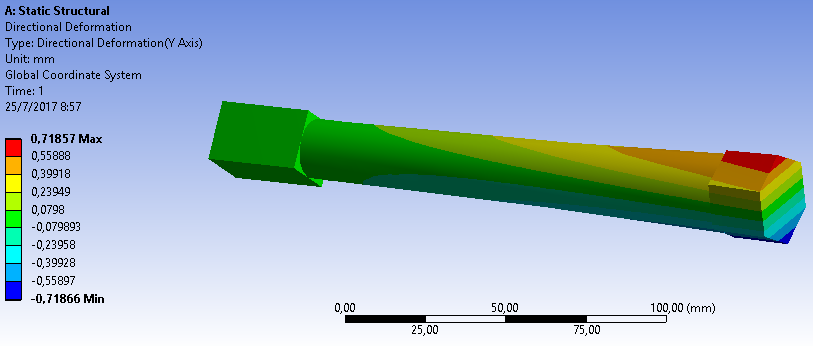 A: Static Structural
Directional Deformation
Type: Directional Deformation(Y Axis)
Unit: mm
Global Coordinate System
Time: 1
25/7/2017 8:57
0,71857 Max
0,55888
0,39918
0,23949
0,0798
-0,079893
-0,23958
-0,39928
-0,55897
-0,71866 Min
0,00 50,00 100,00 (mm)
25,00 75,00